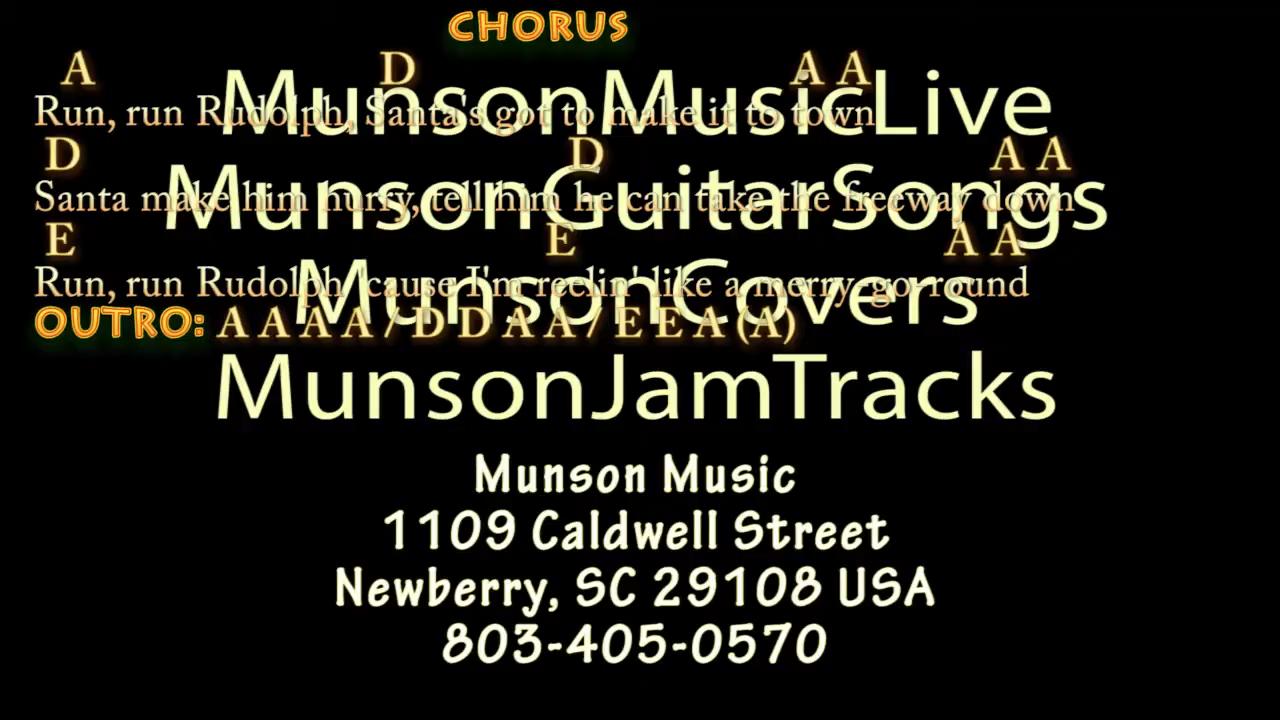 CHORUS
A D A A
MunsonMusicLive
Run, run Rudolph, Santa's got to make it to town
D D A A
MunsonGuitarSongs
Santa make him hurry, tell him he can take the freeway down
E E A A
MunsonCovers
Run, run Rudolph 'cause I'm reelin' like a merry-go-round
OUTRO: A A A A / D D A A / E E A (A)
MunsonJamTracks
Munson Music
1109 Caldwell Street
Newberry, SC 29108 USA
803-405-0570